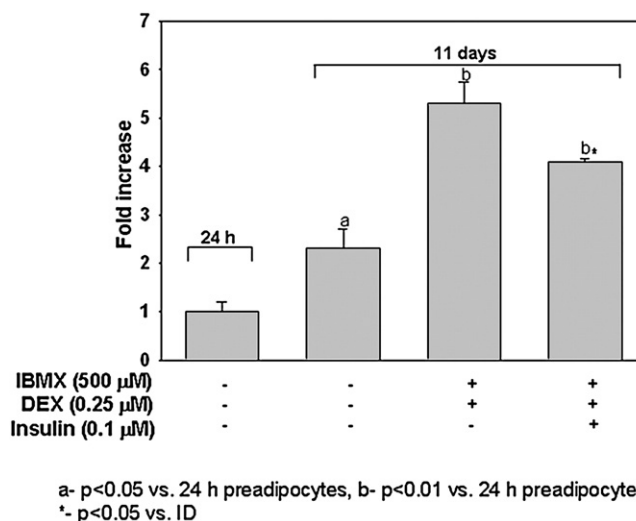 7
11 days
6
b
5
b*
4
Fold increase
3
a
24 h
2
1
0
IBMX (500 µM) - - + +
DEX (0.25 µM) - - + +
Insulin (0.1 µM) - - - +
a- p<0.05 vs. 24 h preadipocytes, b- p<0.01 vs. 24 h preadipocyte
*- p<0.05 vs. ID